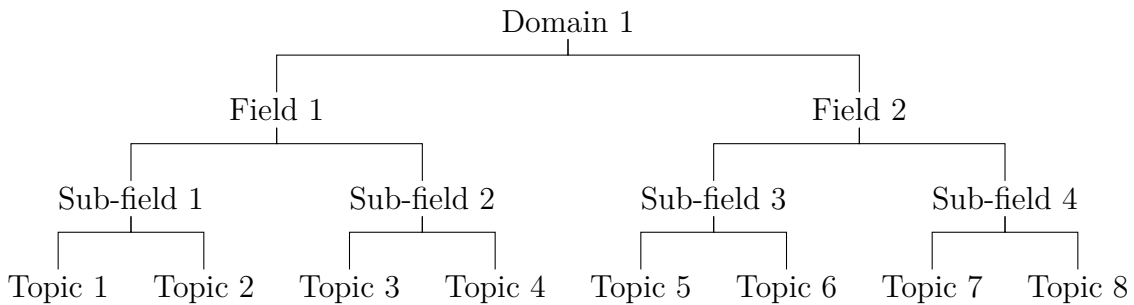 Domain 1
Field 1 Field 2
Sub-field 1 Sub-field 2 Sub-field 3 Sub-field 4
Topic 1 Topic 2 Topic 3 Topic 4 Topic 5 Topic 6 Topic 7 Topic 8